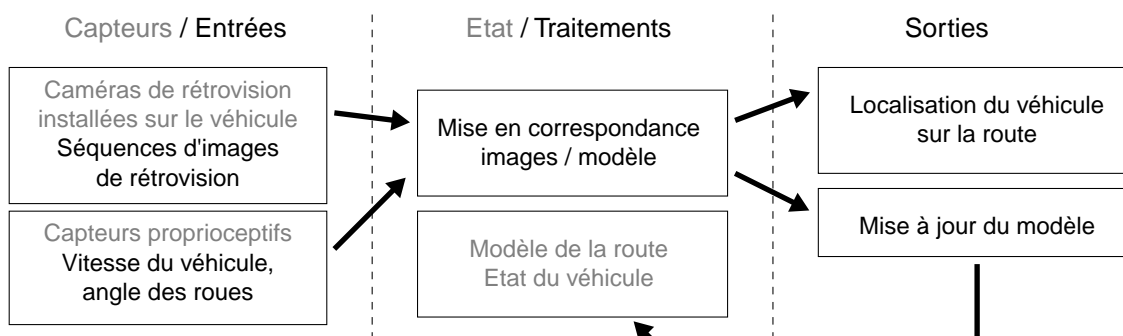 Capteurs / Entrées
Caméras de rétrovision
installées sur le véhicule
Séquences d'images
de rétrovision
Capteurs proprioceptifs
Vitesse du véhicule,
angle des roues
Etat / Traitements
Mise en correspondance
images / modèle
Modèle de la route
Etat du véhicule
Sorties
Localisation du véhicule
sur la route
Mise à jour du modèle